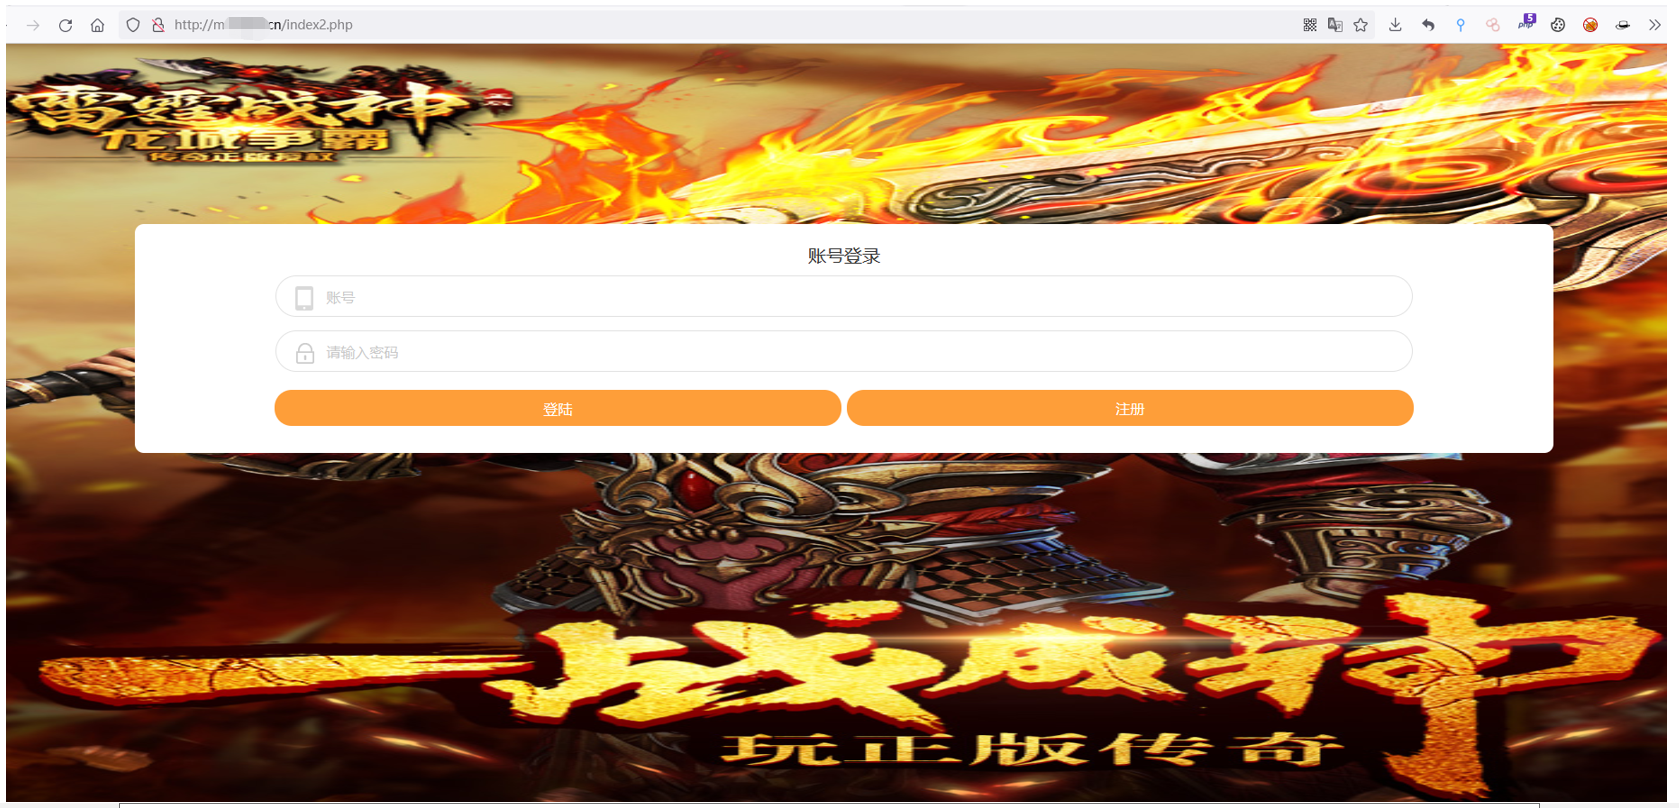 http://m cn/index2.php
5
php
雷霆战神
龙城争霸
传奇正版授权
账号登录
账号
请输入密码
登陆 注册
一战成神
玩正版传奇